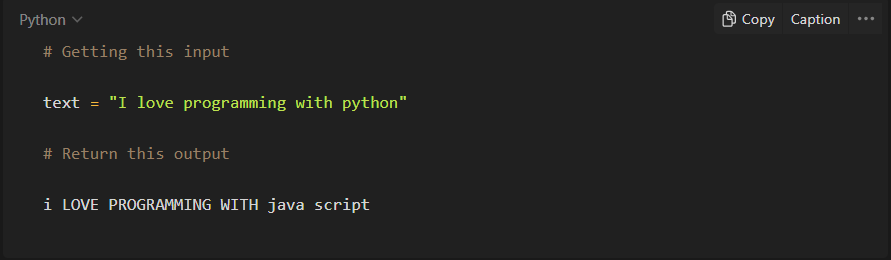 Python
Copy Caption
# Getting this input
text = "I love programming with python"
# Return this output
i LOVE PROGRAMMING WITH java script